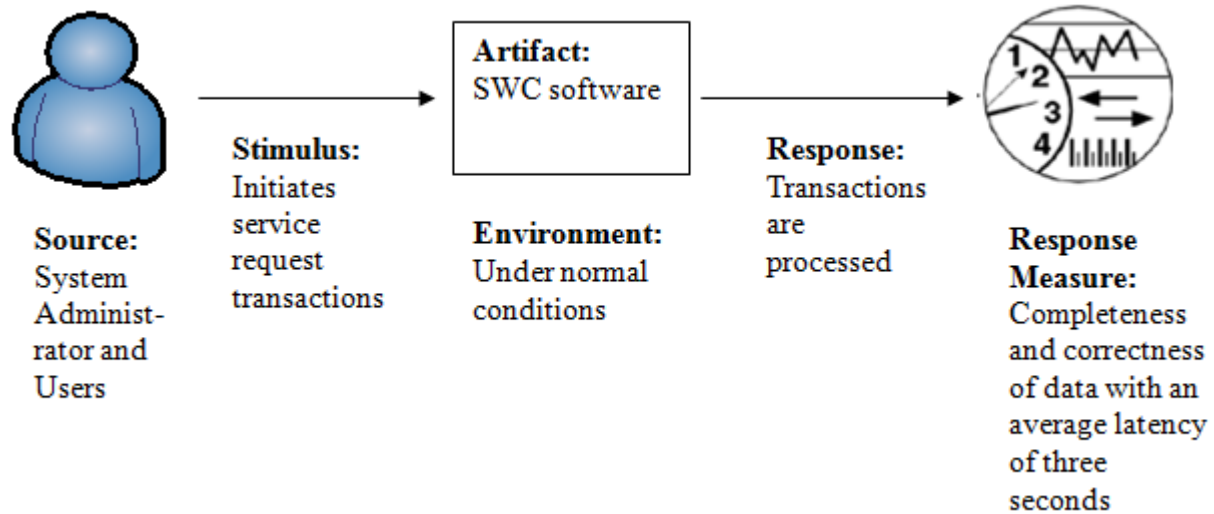 Source:
System
Administ-
rator and
Users
Stimulus:
Initiates
service
request
transactions
Artifact:
SWC software
Environment:
Under normal
conditions
Response:
Transactions
are
processed
1
2
3
4
Response
Measure:
Completeness
and correctness
of data with an
average latency
of three
seconds